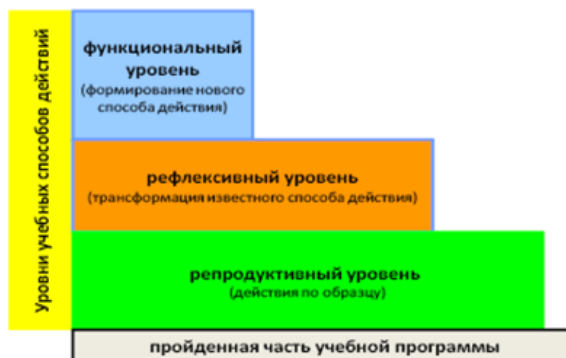 Уровни учебных способов действий
функциональный
уровень
(формирование нового
способа действия)
рефлексивный уровень
(трансформация известного способа действия)
репродуктивный уровень
(действия по образцу)
пройденная часть учебной программы